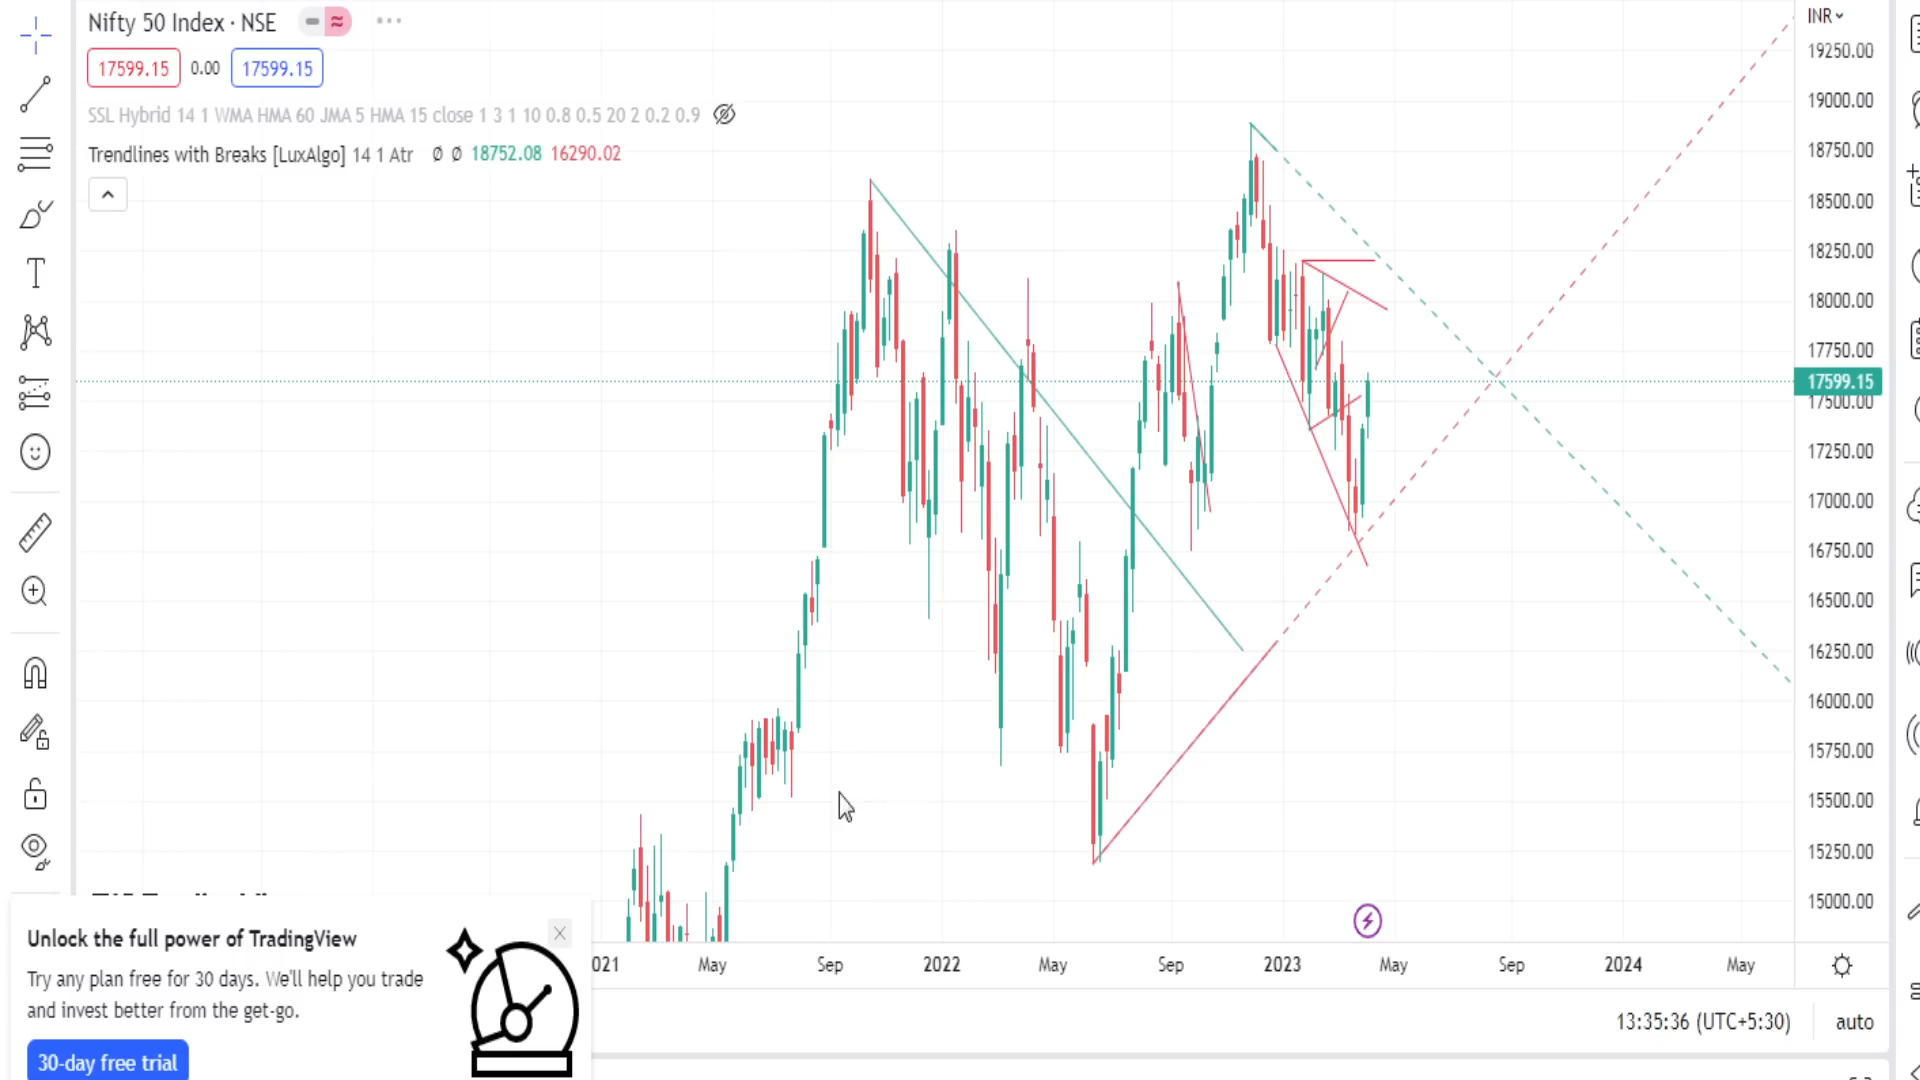 Nifty 50 Index · NSE
INR
17599.15 0.00 17599.15
SSL Hybrid 14 1 WMA HMA 60 JMA 5 HMA 15 close 1 3 1 10 0.8 0.5 20 2 0.2 0.9
Trendlines with Breaks [LuxAlgo] 14 1 Atr Ø Ø 18752.08 16290.02
19250.00
19000.00
18750.00
18500.00
18250.00
18000.00
17750.00
17599.15
17500.00
17250.00
17000.00
16750.00
16500.00
16250.00
16000.00
15750.00
15500.00
15250.00
15000.00
021 May Sep 2022 May Sep 2023 May Sep 2024 May
Unlock the full power of TradingView
Try any plan free for 30 days. We'll help you trade
and invest better from the get-go.
30-day free trial
13:35:36 (UTC+5:30) auto